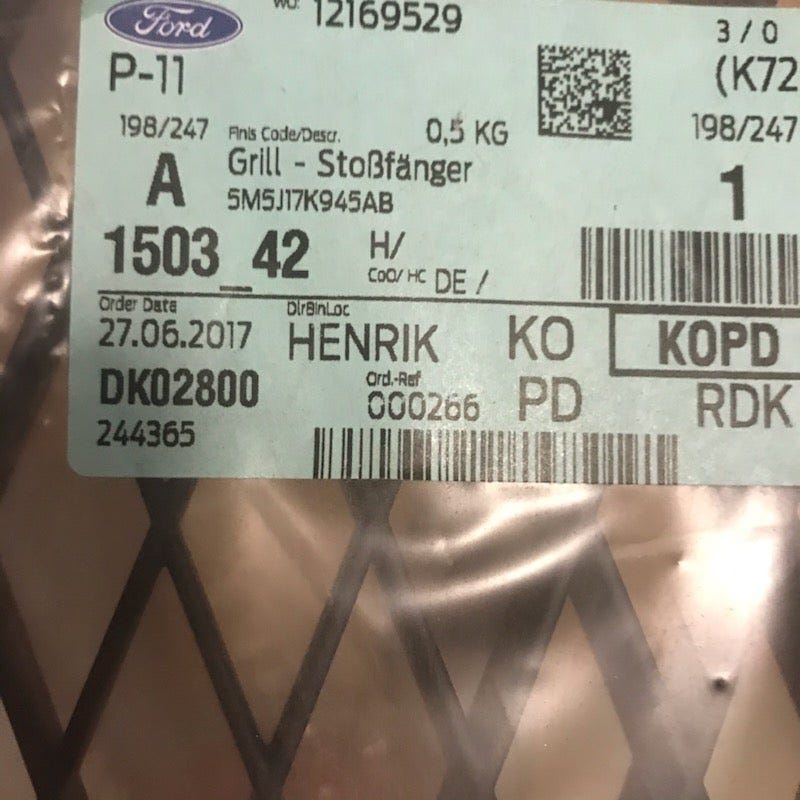 Ford
WO: 12169529
3 / 0
P-11
(K72
198/247
Finis Code/Descr.
0,5 KG
198/247
A
Grill - Stoßfänger
5M5J17K945AB
1
1503_42
H/
CoO/ HC DE /
Order Date
DlrBinLoc
27.06.2017
HENRIK
KO
KOPD
DK02800
Ord.-Ref
000266
PD
RDK
244365